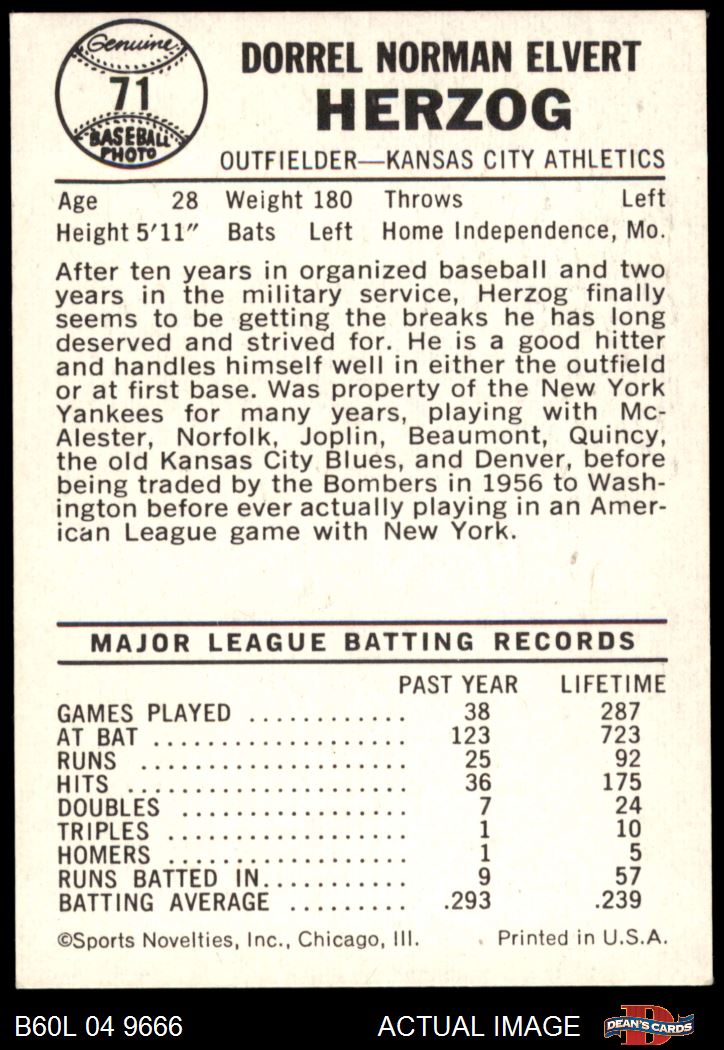 Genuine
71
BASEBALL
PHOTO
DORREL NORMAN ELVERT
HERZOG
OUTFIELDER—KANSAS CITY ATHLETICS
Age 28 Weight 180 Throws Left
Height 5'11" Bats Left Home Independence, Mo.
After ten years in organized baseball and two
years in the military service, Herzog finally
seems to be getting the breaks he has long
deserved and strived for. He is a good hitter
and handles himself well in either the outfield
or at first base. Was property of the New York
Yankees for many years, playing with Mc-
Alester, Norfolk, Joplin, Beaumont, Quincy,
the old Kansas City Blues, and Denver, before
being traded by the Bombers in 1956 to Wash-
ington before ever actually playing in an Amer-
ican League game with New York.
MAJOR LEAGUE BATTING RECORDS
PAST YEAR LIFETIME
GAMES PLAYED ............. 38 287
AT BAT .................... 123 723
RUNS ..................... 25 92
HITS ...................... 36 175
DOUBLES .................. 7 24
TRIPLES ................... 1 10
HOMERS ................... 1 5
RUNS BATTED IN............ 9 57
BATTING AVERAGE ......... .293 .239
©Sports Novelties, Inc., Chicago, Ill. Printed in U.S.A.
B60L 04 9666 ACTUAL IMAGE D DEAN'S CARDS